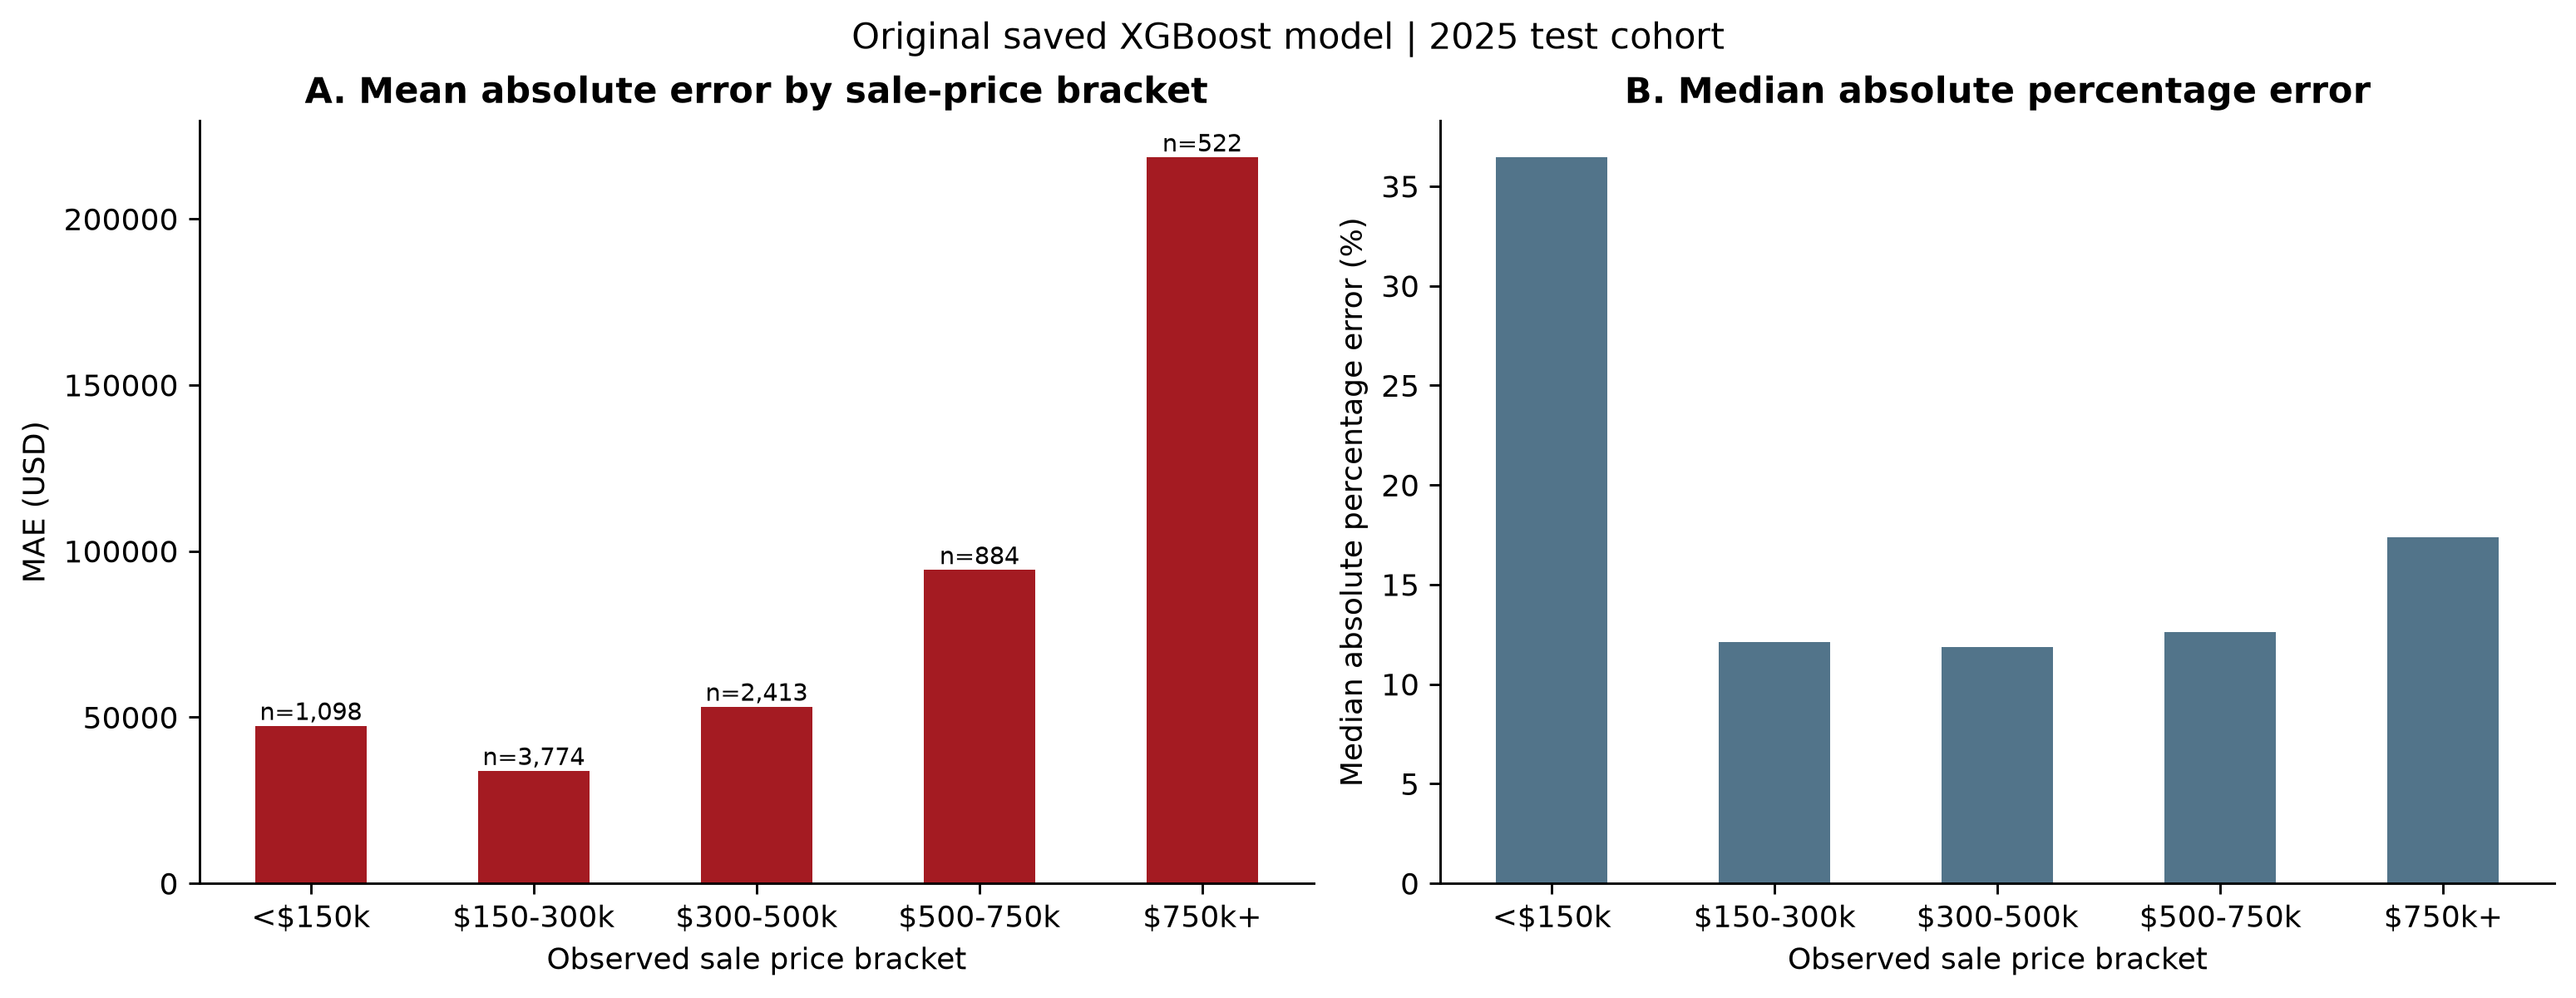 Original saved XGBoost model | 2025 test cohort
A. Mean absolute error by sale-price bracket
MAE (USD)
200000
150000
100000
50000
0
n=1,098
n=3,774
n=2,413
n=884
n=522
<$150k
$150-300k
$300-500k
$500-750k
$750k+
Observed sale price bracket
B. Median absolute percentage error
Median absolute percentage error (%)
35
30
25
20
15
10
5
0
<$150k
$150-300k
$300-500k
$500-750k
$750k+
Observed sale price bracket